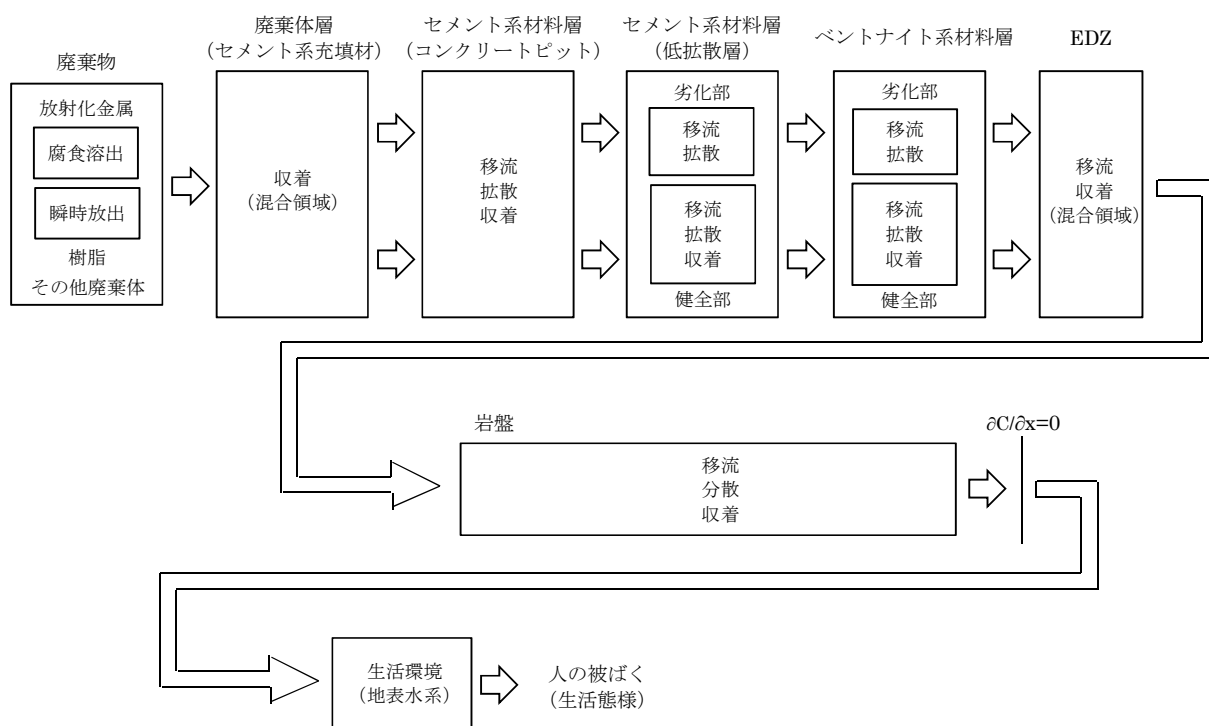 廃棄物
放射化金属
腐食溶出
瞬時放出
樹脂
その他廃棄体
廃棄体層
（セメント系充填材）
収着
（混合領域）
セメント系材料層
（コンクリートピット）
移流
拡散
収着
セメント系材料層
（低拡散層）
劣化部
移流
拡散
移流
拡散
収着
健全部
ベントナイト系材料層
劣化部
移流
拡散
移流
拡散
収着
健全部
EDZ
移流
収着
（混合領域）
岩盤
移流
分散
収着
∂C/∂x=0
生活環境
（地表水系）
人の被ばく
（生活態様）